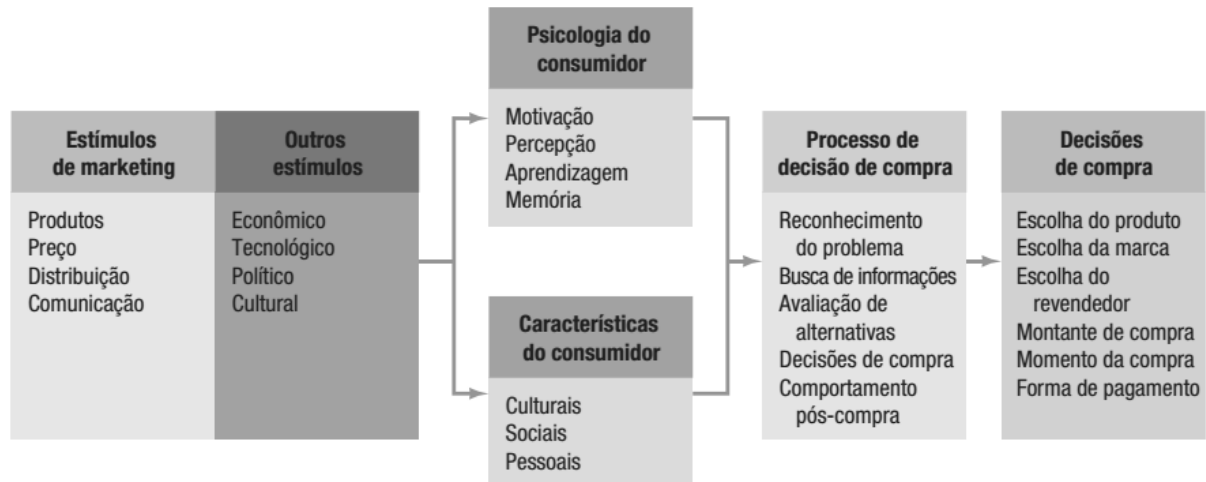 Estímulos
de marketing
Produtos
Preço
Distribuição
Comunicação
Outros
estímulos
Econômico
Tecnológico
Político
Cultural
Psicologia do
consumidor
Motivação
Percepção
Aprendizagem
Memória
Características
do consumidor
Culturais
Sociais
Pessoais
Processo de
decisão de compra
Reconhecimento
do problema
Busca de informações
Avaliação de
alternativas
Decisões de compra
Comportamento
pós-compra
Decisões
de compra
Escolha do produto
Escolha da marca
Escolha do
revendedor
Montante de compra
Momento da compra
Forma de pagamento